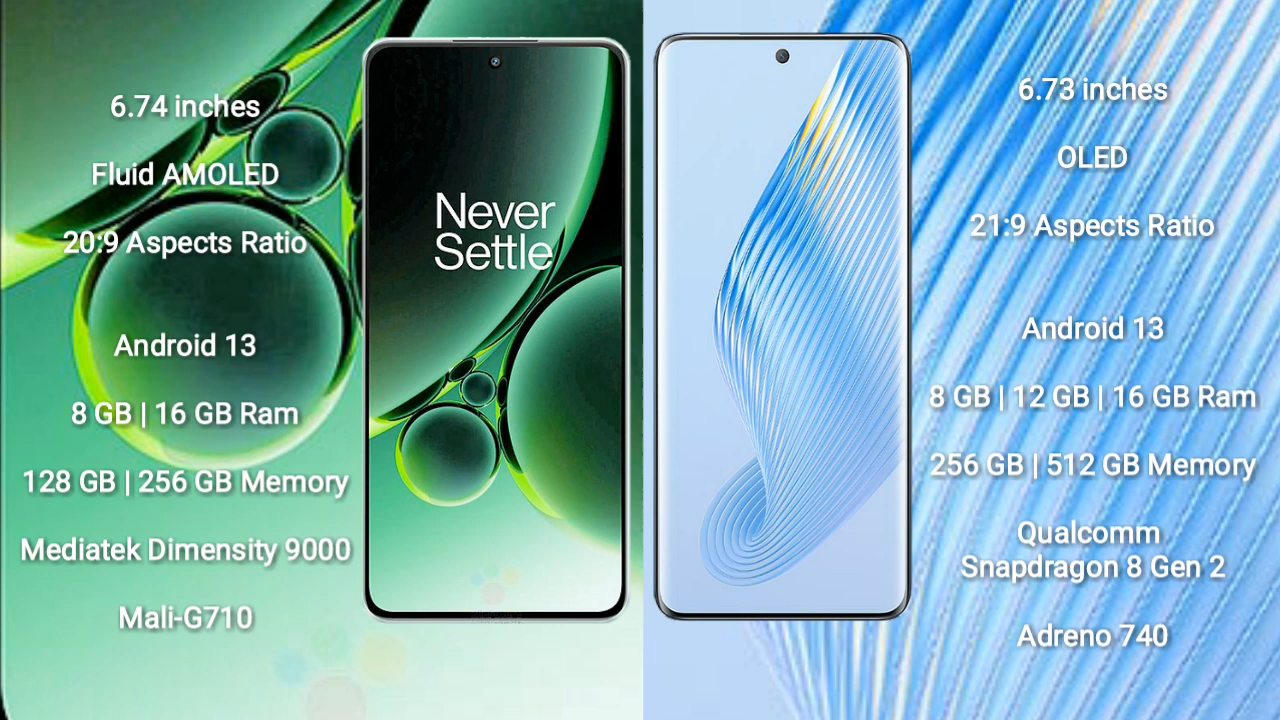 6.74 inches
Fluid AMOLED
20:9 Aspects Ratio
Android 13
8 GB | 16 GB Ram
128 GB | 256 GB Memory
Mediatek Dimensity 9000
Mali-G710
Never
Settle
6.73 inches
OLED
21:9 Aspects Ratio
Android 13
8 GB | 12 GB | 16 GB Ram
256 GB | 512 GB Memory
Qualcomm
Snapdragon 8 Gen 2
Adreno 740